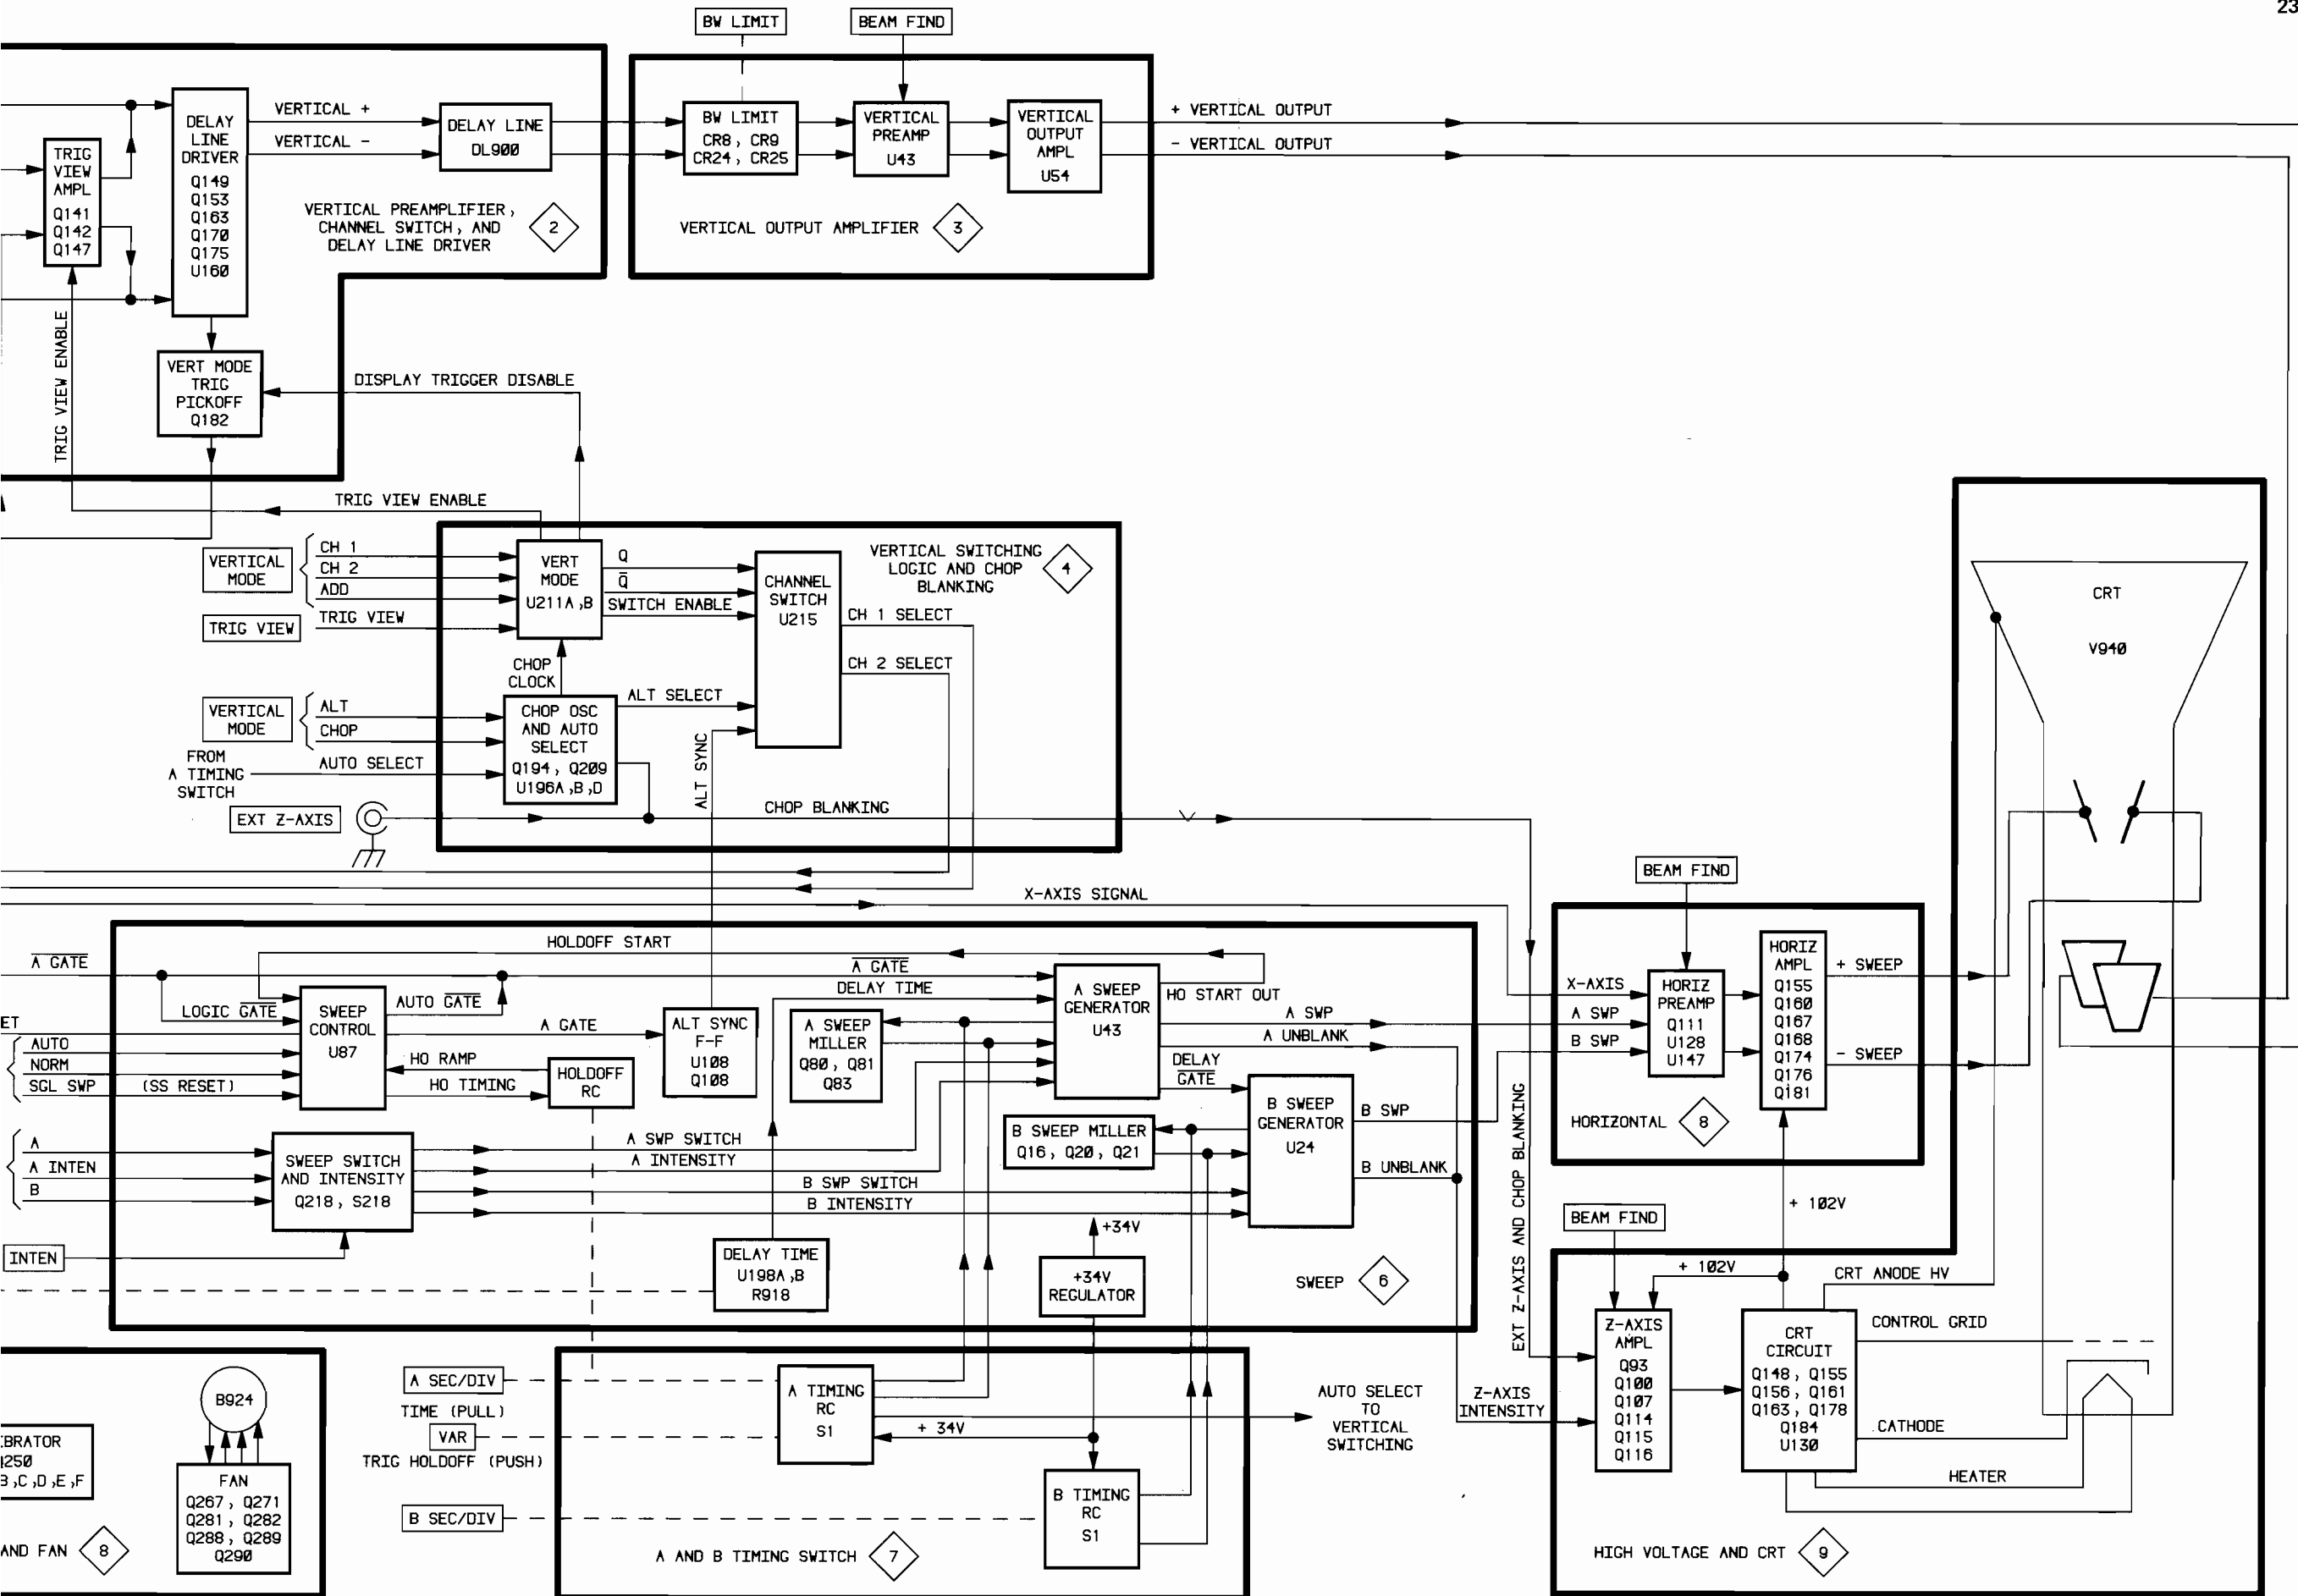 23
BW LIMIT
BEAM FIND
DELAY
LINE
DRIVER
Q149
Q153
Q163
Q170
Q175
U160
VERTICAL +
VERTICAL -
DELAY LINE
DL900
BW LIMIT
CR8, CR9
CR24, CR25
VERTICAL
PREAMP
U43
VERTICAL
OUTPUT
AMPL
U54
+ VERTICAL OUTPUT
- VERTICAL OUTPUT
TRIG
VIEW
AMPL
Q141
Q142
Q147
VERTICAL PREAMPLIFIER,
CHANNEL SWITCH, AND
DELAY LINE DRIVER
2
VERTICAL OUTPUT AMPLIFIER
3
TRIG VIEW ENABLE
VERT MODE
TRIG
PICKOFF
Q182
DISPLAY TRIGGER DISABLE
TRIG VIEW ENABLE
VERTICAL
MODE
CH 1
CH 2
ADD
TRIG VIEW
TRIG VIEW
VERT
MODE
U211A,B
Q
Q̅
SWITCH ENABLE
CHANNEL
SWITCH
U215
VERTICAL SWITCHING
LOGIC AND CHOP
BLANKING
4
CH 1 SELECT
CH 2 SELECT
CHOP
CLOCK
ALT SELECT
VERTICAL
MODE
ALT
CHOP
FROM
A TIMING
SWITCH
AUTO SELECT
CHOP OSC
AND AUTO
SELECT
Q194, Q209
U196A,B,D
ALT SYNC
EXT Z-AXIS
CHOP BLANKING
CRT
V940
BEAM FIND
X-AXIS SIGNAL
HOLDOFF START
A GATE
LOGIC GATE
ET
AUTO
NORM
SGL SWP
(SS RESET)
SWEEP
CONTROL
U87
AUTO GATE
A GATE
HO RAMP
HO TIMING
HOLDOFF
RC
ALT SYNC
F-F
U108
Q108
A GATE
DELAY TIME
A SWEEP
MILLER
Q80, Q81
Q83
A SWEEP
GENERATOR
U43
HO START OUT
A SWP
A UNBLANK
DELAY
GATE
B SWEEP MILLER
Q16, Q20, Q21
B SWEEP
GENERATOR
U24
B SWP
B UNBLANK
A
A INTEN
B
SWEEP SWITCH
AND INTENSITY
Q218, S218
A SWP SWITCH
A INTENSITY
B SWP SWITCH
B INTENSITY
INTEN
DELAY TIME
U198A,B
R918
+34V
+34V
REGULATOR
SWEEP
6
EXT Z-AXIS AND CHOP BLANKING
X-AXIS
A SWP
B SWP
HORIZ
PREAMP
Q111
U128
U147
HORIZ
AMPL
Q155
Q160
Q167
Q168
Q174
Q176
Q181
+ SWEEP
- SWEEP
HORIZONTAL
8
+ 102V
BEAM FIND
+ 102V
CRT ANODE HV
Z-AXIS
AMPL
Q93
Q100
Q107
Q114
Q115
Q116
CRT
CIRCUIT
Q148, Q155
Q156, Q161
Q163, Q178
Q184
U130
CONTROL GRID
CATHODE
HEATER
Z-AXIS
INTENSITY
HIGH VOLTAGE AND CRT
9
B924
FAN
Q267, Q271
Q281, Q282
Q288, Q289
Q290
BRATOR
250
B,C,D,E,F
AND FAN
8
A SEC/DIV
TIME (PULL)
VAR
TRIG HOLDOFF (PUSH)
B SEC/DIV
A TIMING
RC
S1
+ 34V
B TIMING
RC
S1
AUTO SELECT
TO
VERTICAL
SWITCHING
A AND B TIMING SWITCH
7